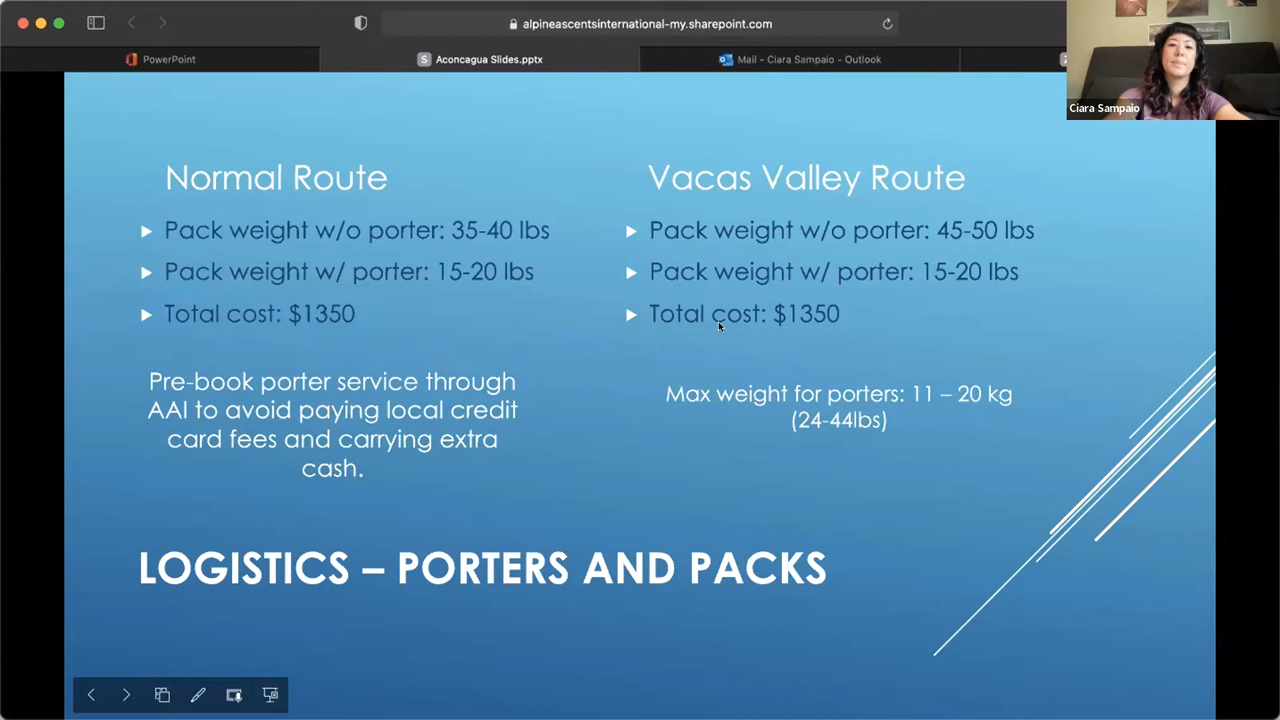 alpineascentsinternational-my.sharepoint.com
PowerPoint
S Aconcagua Slides.pptx
Mail - Ciara Sampaio - Outlook
Ciara Sampaio
Normal Route
Pack weight w/o porter: 35-40 lbs
Pack weight w/ porter: 15-20 lbs
Total cost: $1350
Pre-book porter service through
AAI to avoid paying local credit
card fees and carrying extra
cash.
Vacas Valley Route
Pack weight w/o porter: 45-50 lbs
Pack weight w/ porter: 15-20 lbs
Total cost: $1350
Max weight for porters: 11 – 20 kg
(24-44lbs)
LOGISTICS – PORTERS AND PACKS